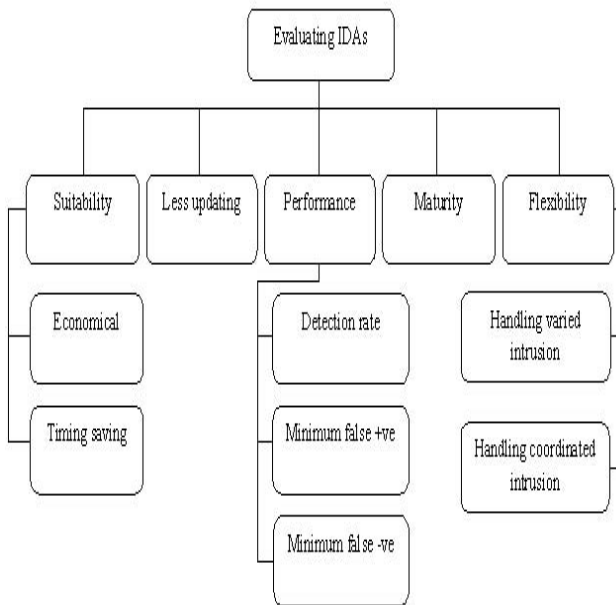 Evaluating IDAs
Suitability
Less updating
Performance
Maturity
Flexibility
Economical
Detection rate
Handling varied
intrusion
Timing saving
Minimum false +ve
Handling coordinated
intrusion
Minimum false -ve